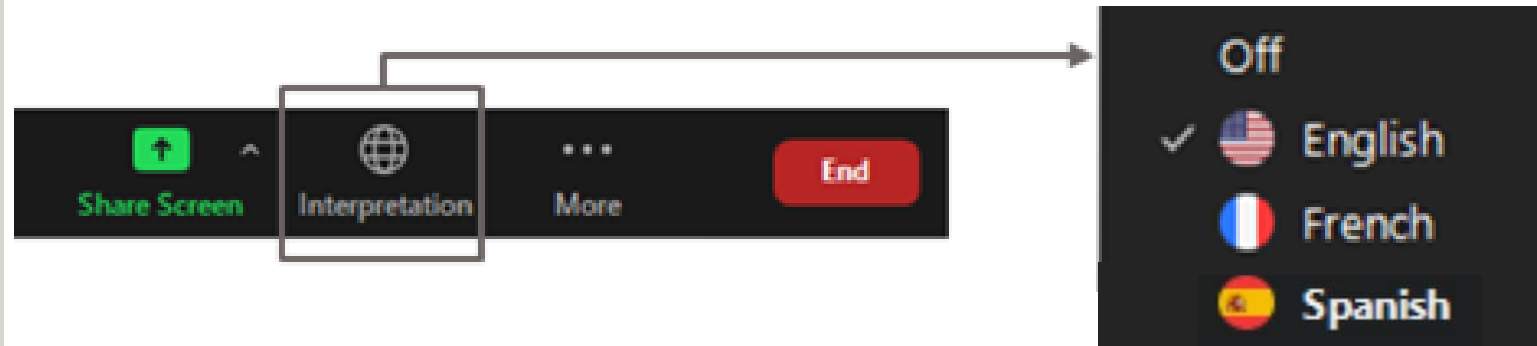 Share Screen
Interpretation
More
End
Off
English
French
Spanish